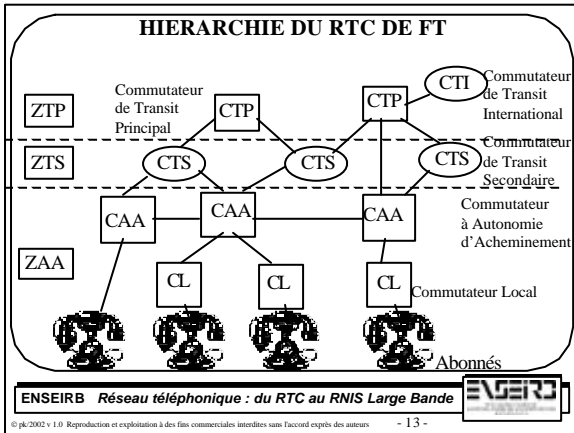 HIERARCHIE DU RTC DE FT
Commutateur
de Transit
Principal
CTI
Commutateur
de Transit
International
ZTP
CTP
CTP
ZTS
CTS
CTS
CTS
Commutateur
de Transit
Secondaire
CAA
CAA
CAA
Commutateur
à Autonomie
d'Acheminement
ZAA
CL
CL
CL
Commutateur Local
Abonnés
ENSEIRB Réseau téléphonique : du RTC au RNIS Large Bande
ENSEIRB
© pk/2002 v 1.0 Reproduction et exploitation à des fins commerciales interdites sans l'accord exprès des auteurs
- 13 -